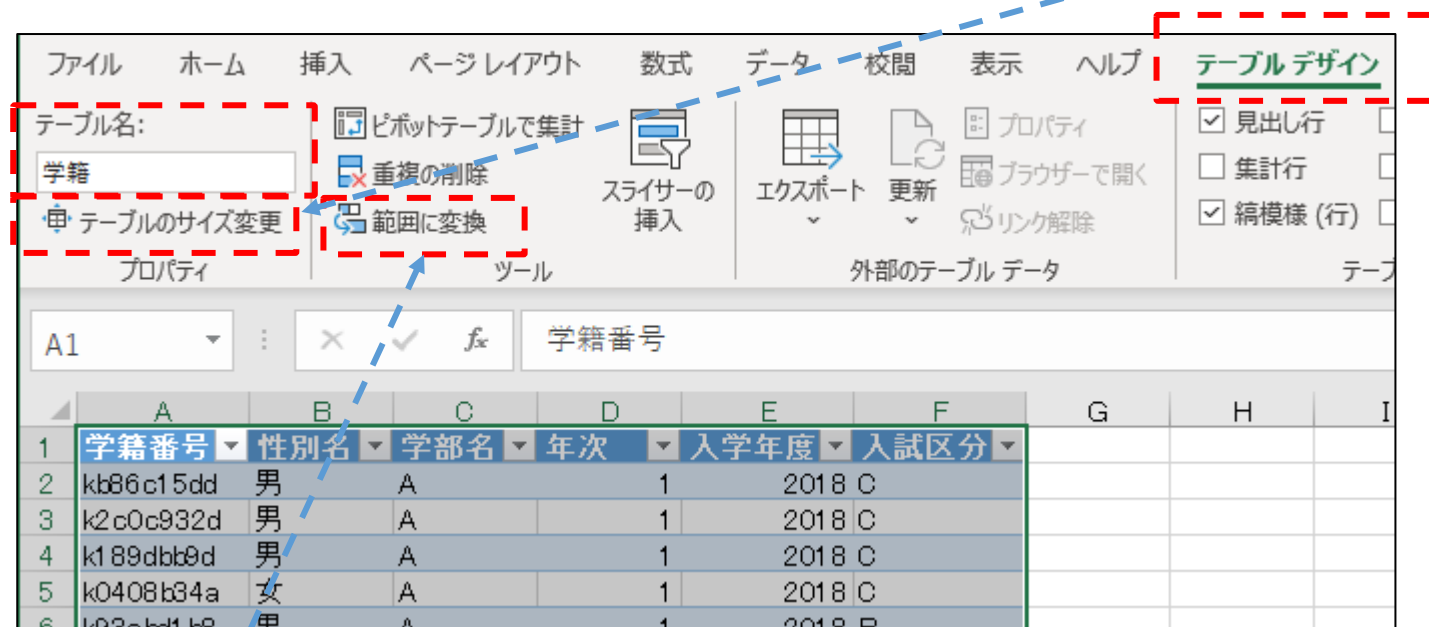 ファイル ホーム 挿入 ページ レイアウト 数式 データ 校閲 表示 ヘルプ テーブル デザイン
テーブル名:
学籍
テーブルのサイズ変更
プロパティ
ピボットテーブルで集計
重複の削除
範囲に変換
スライサーの
挿入
ツール
エクスポート
更新
プロパティ
ブラウザーで開く
リンク解除
外部のテーブル データ
見出し行
集計行
縞模様 (行)
テーブ
A1 fx 学籍番号
A B C D E F G H I
1 学籍番号 性別名 学部名 年次 入学年度 入試区分
2 kb86c15dd 男 A 1 2018 C
3 k2c0c932d 男 A 1 2018 C
4 k189dbb9d 男 A 1 2018 C
5 k0408b34a 女 A 1 2018 C